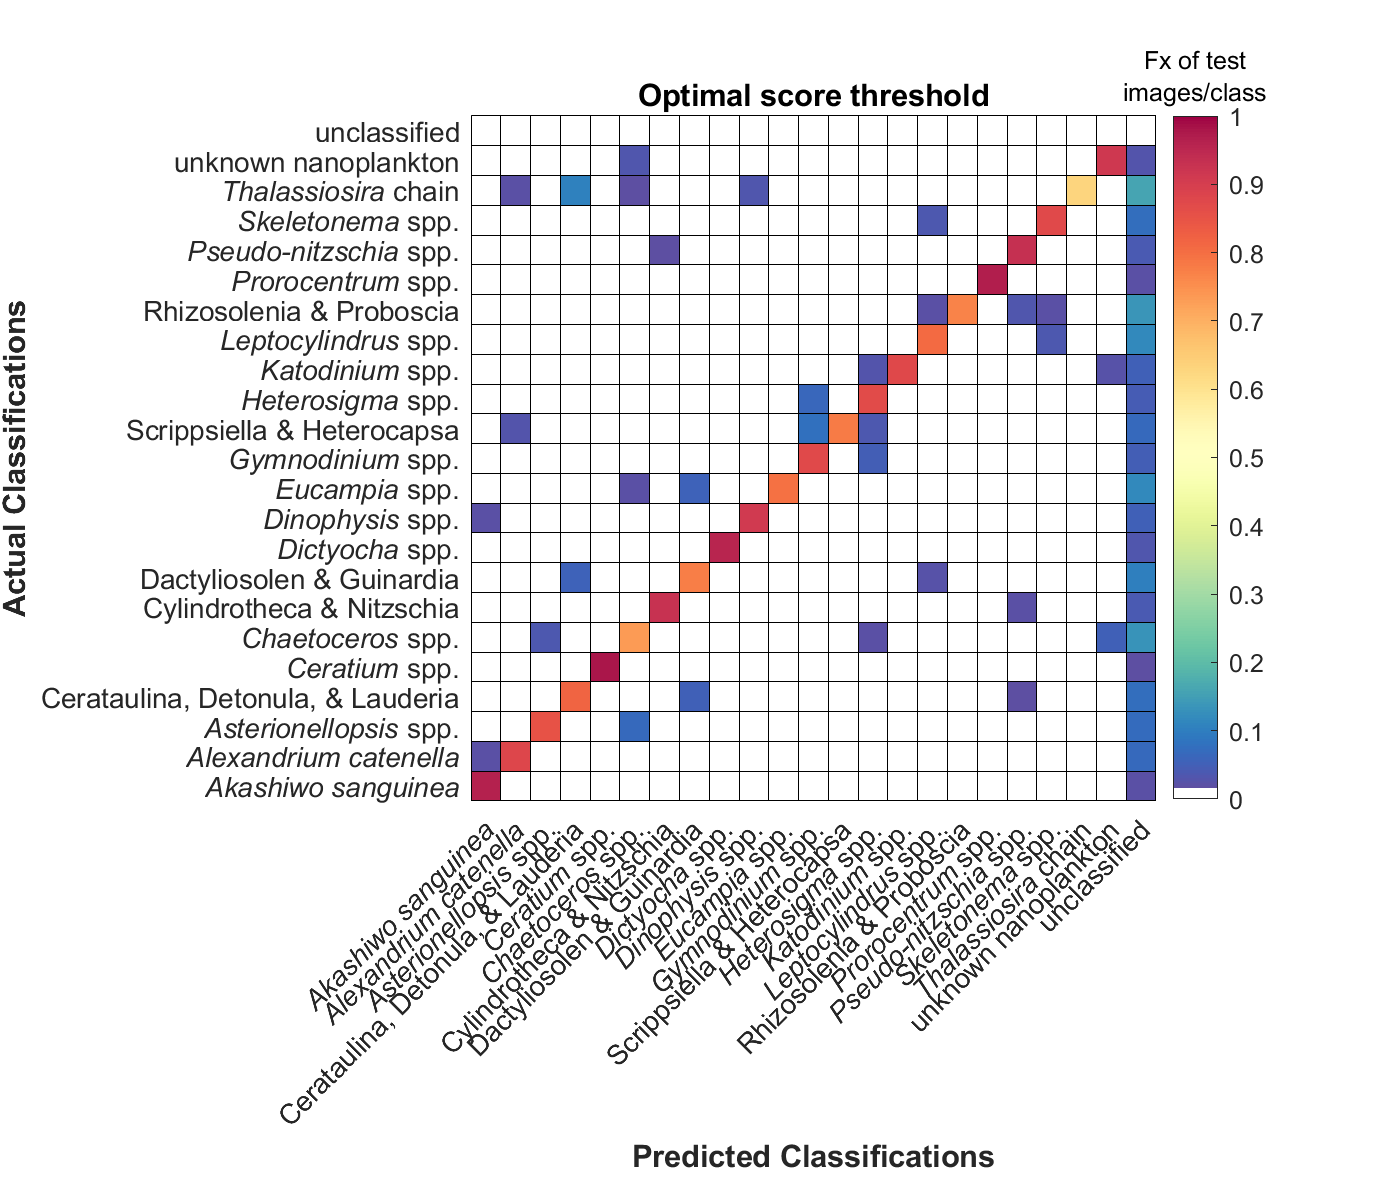 Fx of test
images/class
Optimal score threshold
Actual Classifications
unclassified
unknown nanoplankton
Thalassiosira chain
Skeletonema spp.
Pseudo-nitzschia spp.
Prorocentrum spp.
Rhizosolenia & Proboscia
Leptocylindrus spp.
Katodinium spp.
Heterosigma spp.
Scrippsiella & Heterocapsa
Gymnodinium spp.
Eucampia spp.
Dinophysis spp.
Dictyocha spp.
Dactyliosolen & Guinardia
Cylindrotheca & Nitzschia
Chaetoceros spp.
Ceratium spp.
Cerataulina, Detonula, & Lauderia
Asterionellopsis spp.
Alexandrium catenella
Akashiwo sanguinea
1
0.9
0.8
0.7
0.6
0.5
0.4
0.3
0.2
0.1
0
Akashiwo sanguinea
Alexandrium catenella
Asterionellopsis spp.
Cerataulina, Detonula, & Lauderia
Ceratium spp.
Chaetoceros spp.
Cylindrotheca & Nitzschia
Dactyliosolen & Guinardia
Dictyocha spp.
Dinophysis spp.
Eucampia spp.
Gymnodinium spp.
Scrippsiella & Heterocapsa
Heterosigma spp.
Katodinium spp.
Leptocylindrus spp.
Rhizosolenia & Proboscia
Prorocentrum spp.
Pseudo-nitzschia spp.
Skeletonema spp.
Thalassiosira chain
unknown nanoplankton
unclassified
Predicted Classifications